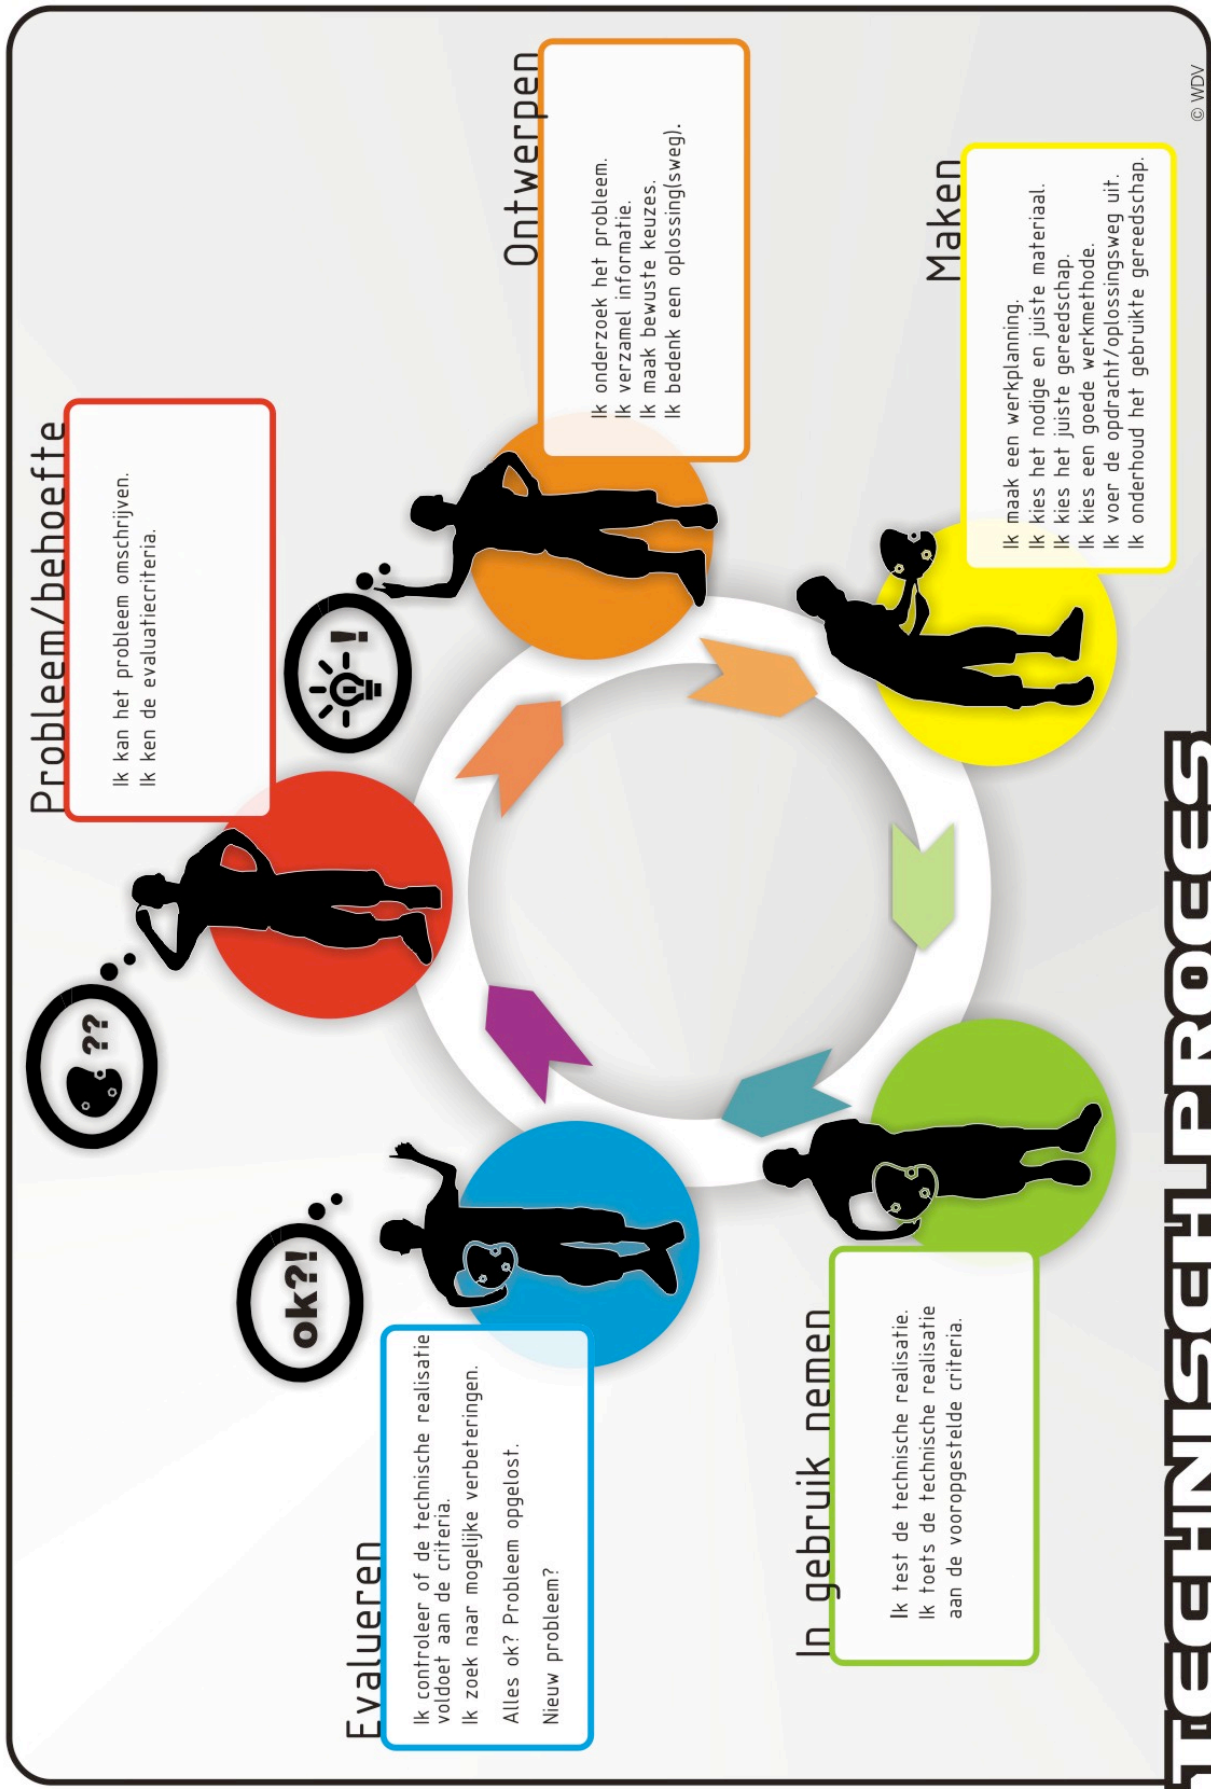 Probleem/behoefte
Ik kan het probleem omschrijven.
Ik ken de evaluatiecriteria.
??
!
Ontwerpen
Ik onderzoek het probleem.
Ik verzamel informatie.
Ik maak bewuste keuzes.
Ik bedenk een oplossing(sweg).
Maken
Ik maak een werkplanning.
Ik kies het nodige en juiste materiaal.
Ik kies het juiste gereedschap.
Ik kies een goede werkmethode.
Ik voer de opdracht/oplossingsweg uit.
Ik onderhoud het gebruikte gereedschap.
In gebruik nemen
Ik test de technische realisatie.
Ik toets de technische realisatie
aan de vooropgestelde criteria.
ok?!
Evalueren
Ik controleer of de technische realisatie
voldoet aan de criteria.
Ik zoek naar mogelijke verbeteringen.
Alles ok? Probleem opgelost.
Nieuw probleem?
TECHNISCH PROCES
© WDV